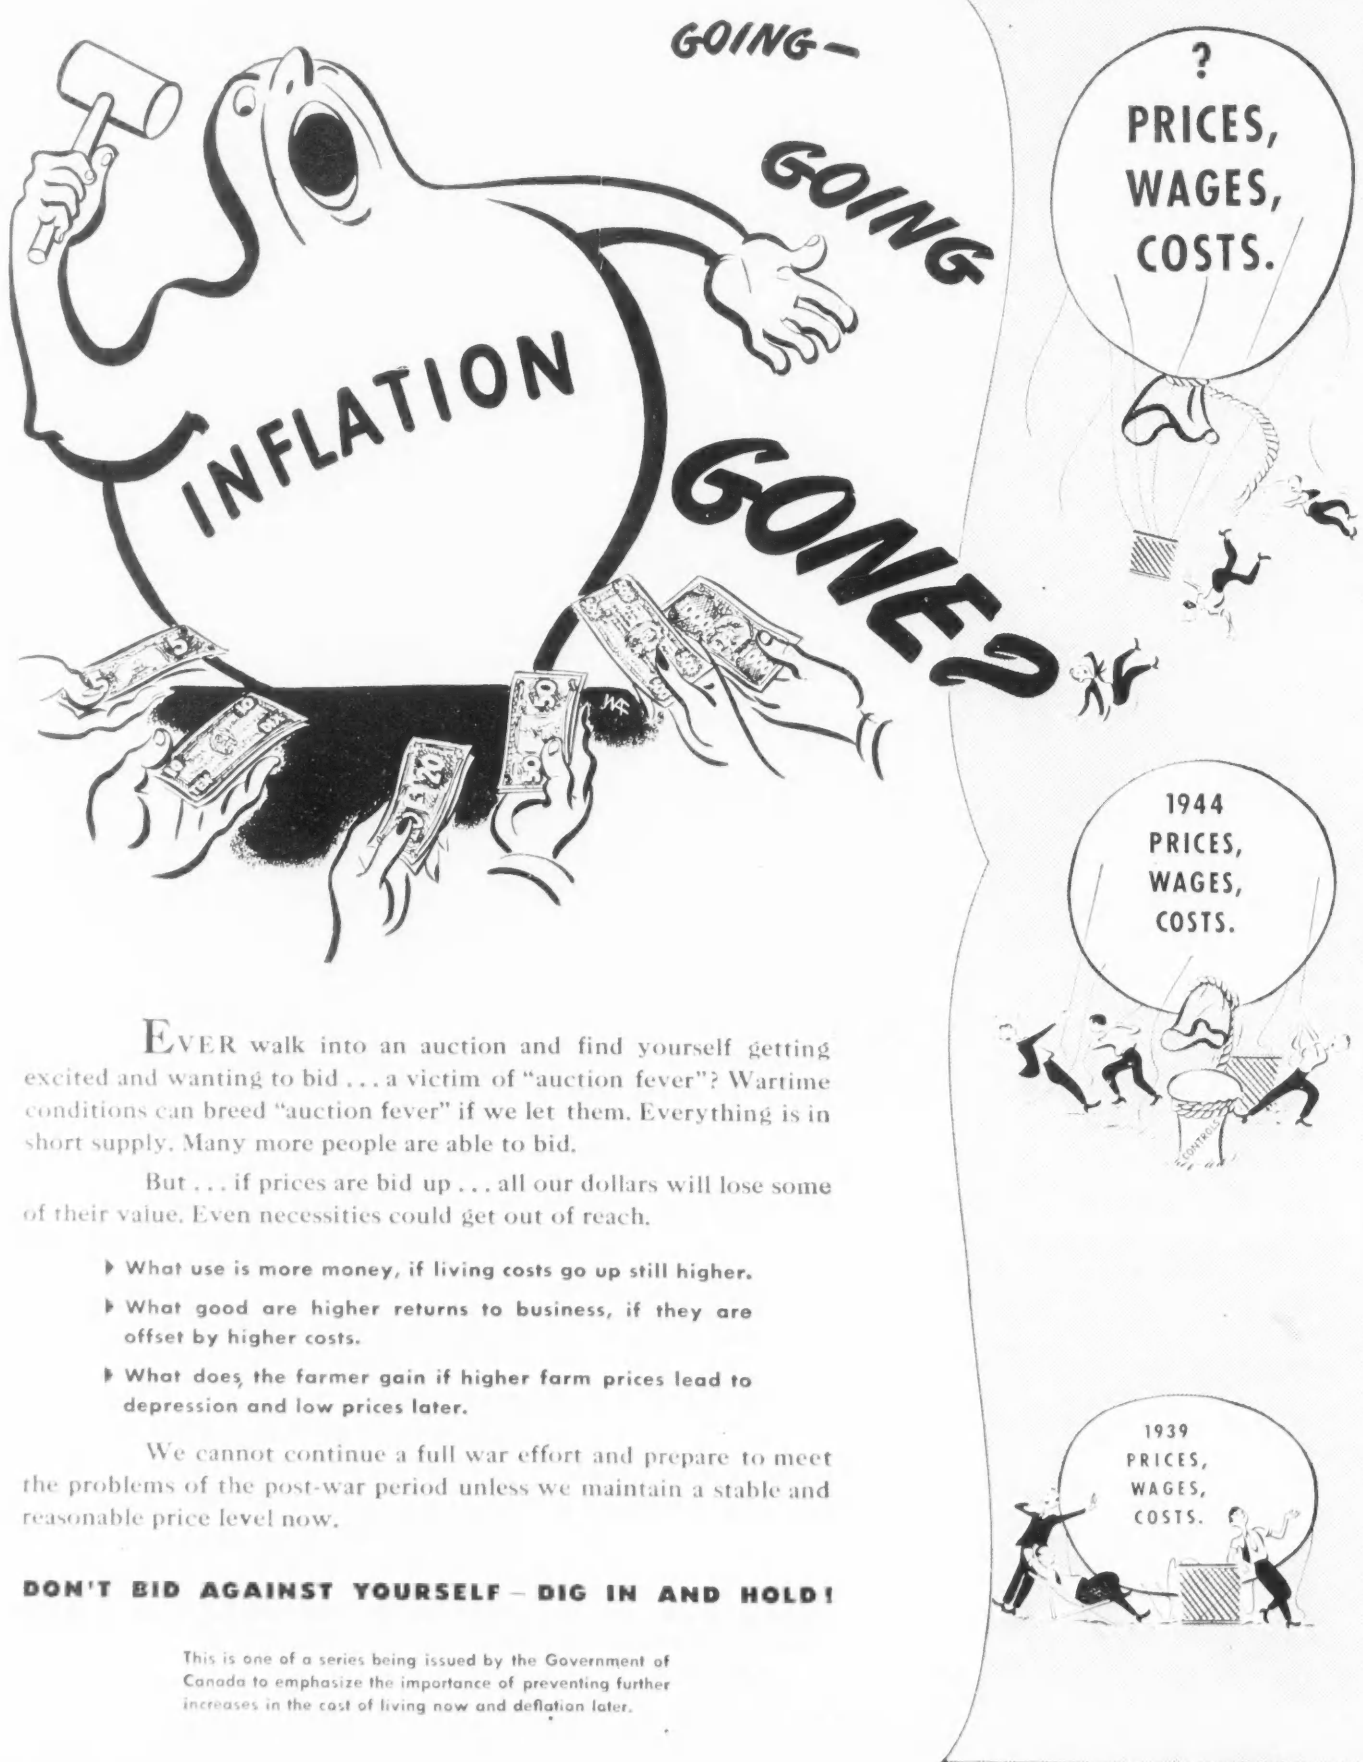 GOING—
GOING
GONE?
INFLATION
5
10
20
50
1000
WCF
EVER walk into an auction and find yourself getting
excited and wanting to bid . . . a victim of "auction fever"? Wartime
conditions can breed "auction fever" if we let them. Everything is in
short supply. Many more people are able to bid.
But . . . if prices are bid up . . . all our dollars will lose some
of their value. Even necessities could get out of reach.
What use is more money, if living costs go up still higher.
What good are higher returns to business, if they are
offset by higher costs.
What does, the farmer gain if higher farm prices lead to
depression and low prices later.
We cannot continue a full war effort and prepare to meet
the problems of the post-war period unless we maintain a stable and
reasonable price level now.
DON'T BID AGAINST YOURSELF — DIG IN AND HOLD!
This is one of a series being issued by the Government of
Canada to emphasize the importance of preventing further
increases in the cost of living now and deflation later.
?
PRICES,
WAGES,
COSTS.
1944
PRICES,
WAGES,
COSTS.
CONTROLS
1939
PRICES,
WAGES,
COSTS.